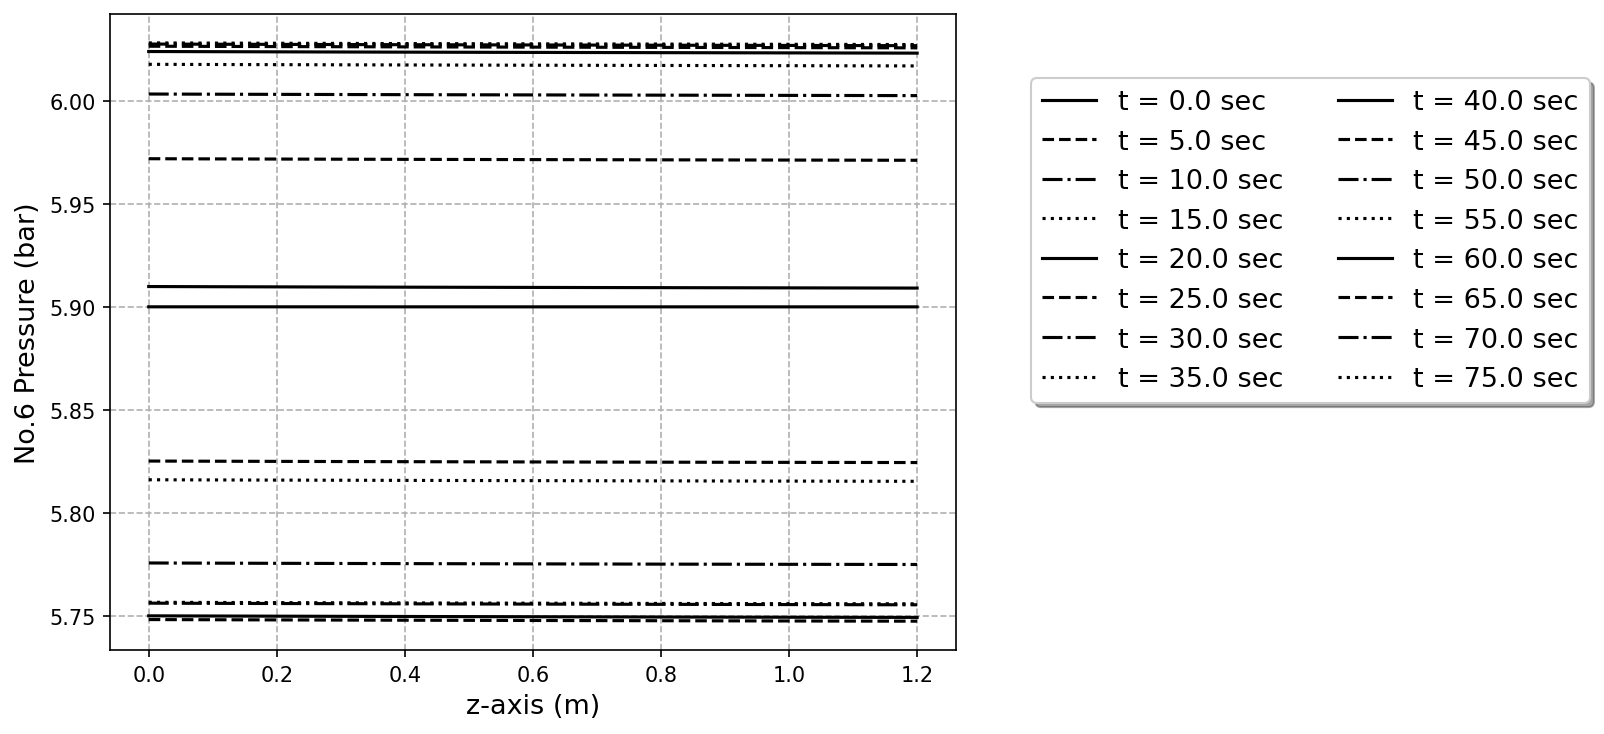 No.6 Pressure (bar)
6.00
5.95
5.90
5.85
5.80
5.75
0.0 0.2 0.4 0.6 0.8 1.0 1.2
z-axis (m)
t = 0.0 sec
t = 5.0 sec
t = 10.0 sec
t = 15.0 sec
t = 20.0 sec
t = 25.0 sec
t = 30.0 sec
t = 35.0 sec
t = 40.0 sec
t = 45.0 sec
t = 50.0 sec
t = 55.0 sec
t = 60.0 sec
t = 65.0 sec
t = 70.0 sec
t = 75.0 sec